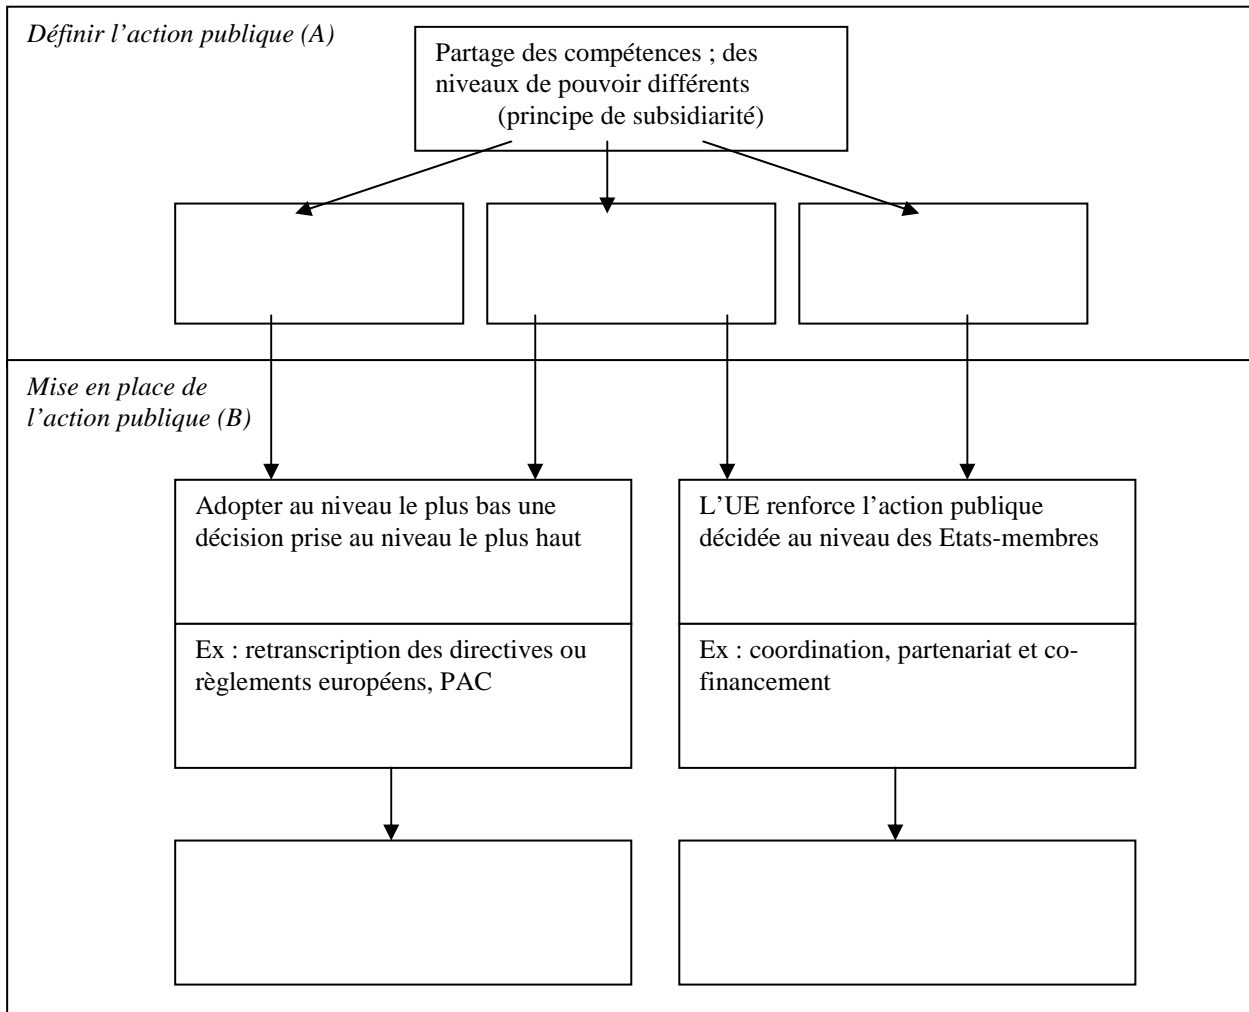 Définir l’action publique (A)
Partage des compétences ; des
niveaux de pouvoir différents
(principe de subsidiarité)
Mise en place de
l’action publique (B)
Adopter au niveau le plus bas une
décision prise au niveau le plus haut
Ex : retranscription des directives ou
règlements européens, PAC
L’UE renforce l’action publique
décidée au niveau des Etats-membres
Ex : coordination, partenariat et co-
financement